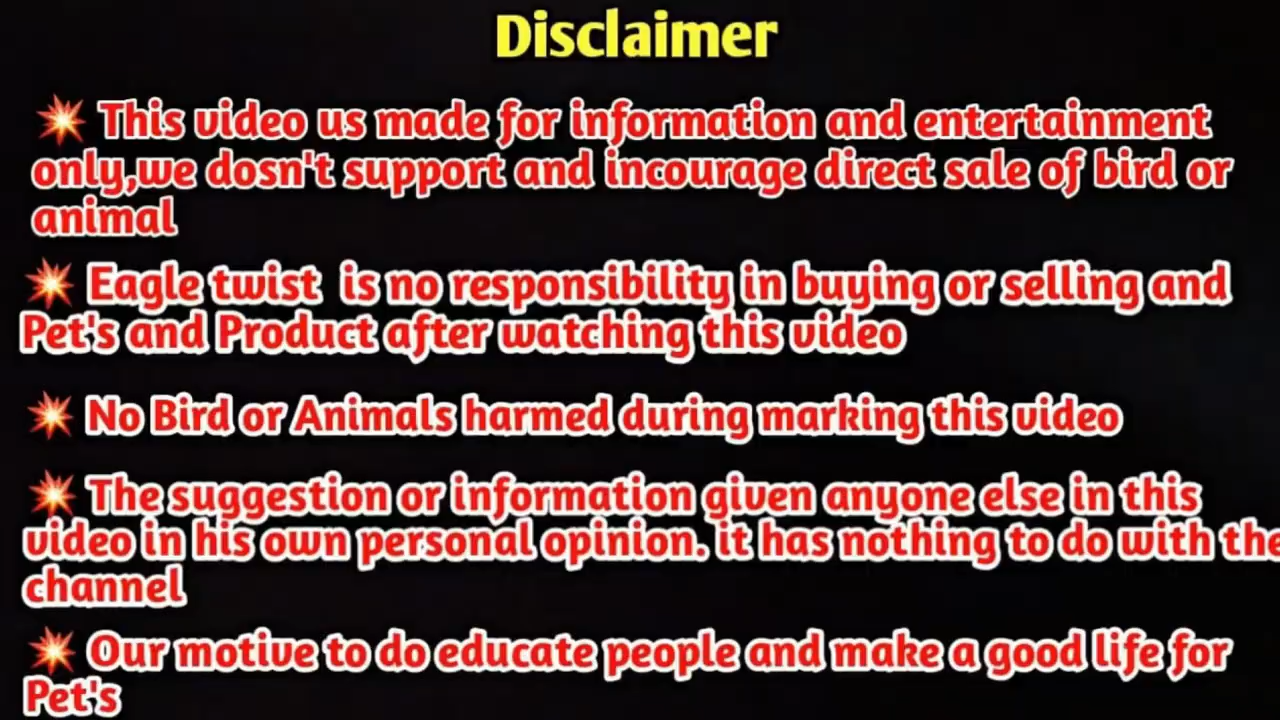 Disclaimer
💥 This video us made for information and entertainment
only,we dosn't support and incourage direct sale of bird or
animal
💥 Eagle twist is no responsibility in buying or selling and
Pet's and Product after watching this video
💥 No Bird or Animals harmed during marking this video
💥 The suggestion or information given anyone else in this
video in his own personal opinion. it has nothing to do with the
channel
💥 Our motive to do educate people and make a good life for
Pet's